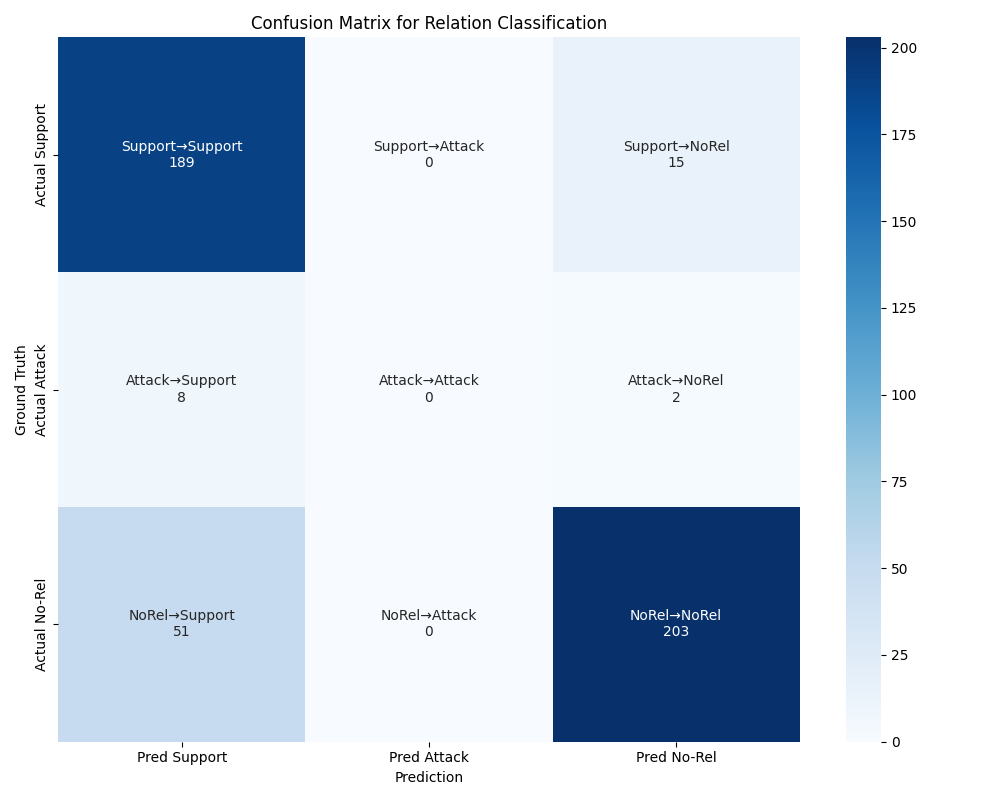 Confusion Matrix for Relation Classification
Ground Truth
Actual Support
Support→Support
189
Support→Attack
0
Support→NoRel
15
Actual Attack
Attack→Support
8
Attack→Attack
0
Attack→NoRel
2
Actual No-Rel
NoRel→Support
51
NoRel→Attack
0
NoRel→NoRel
203
Pred Support
Pred Attack
Pred No-Rel
Prediction
200
175
150
125
100
75
50
25
0